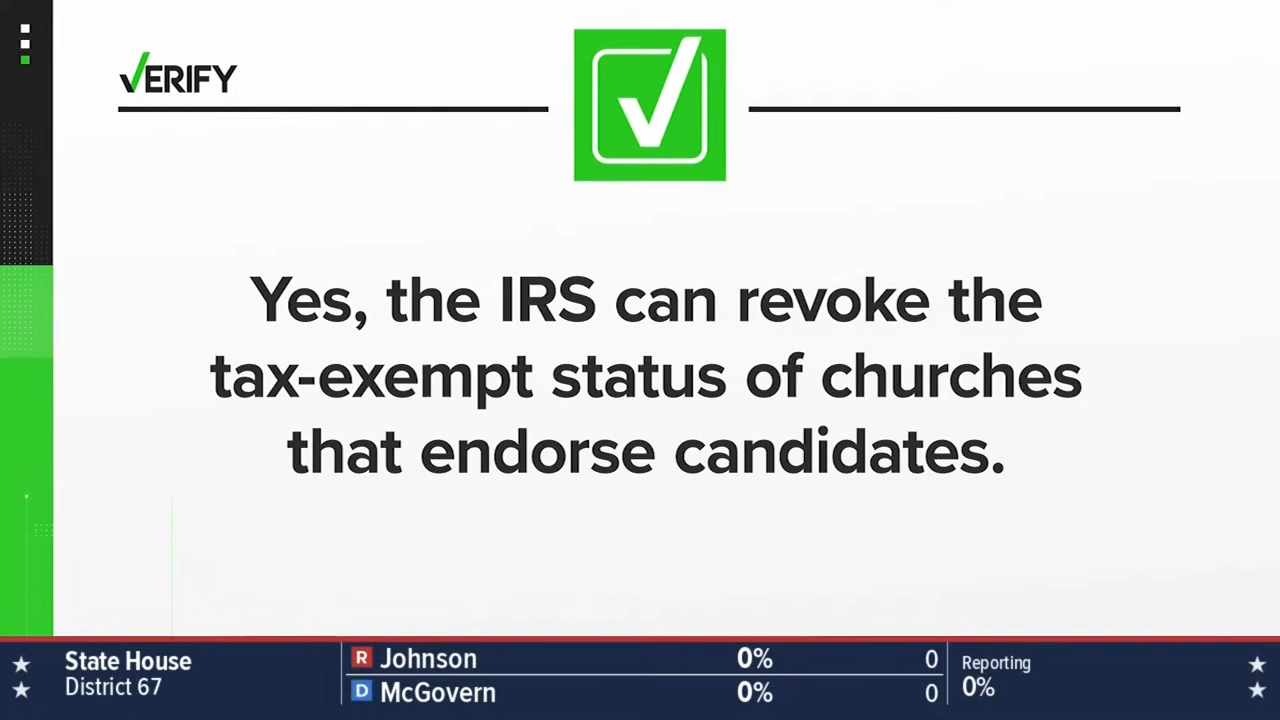 VERIFY
Yes, the IRS can revoke the
tax-exempt status of churches
that endorse candidates.
State House
District 67
R Johnson 0% 0
D McGovern 0% 0
Reporting
0%